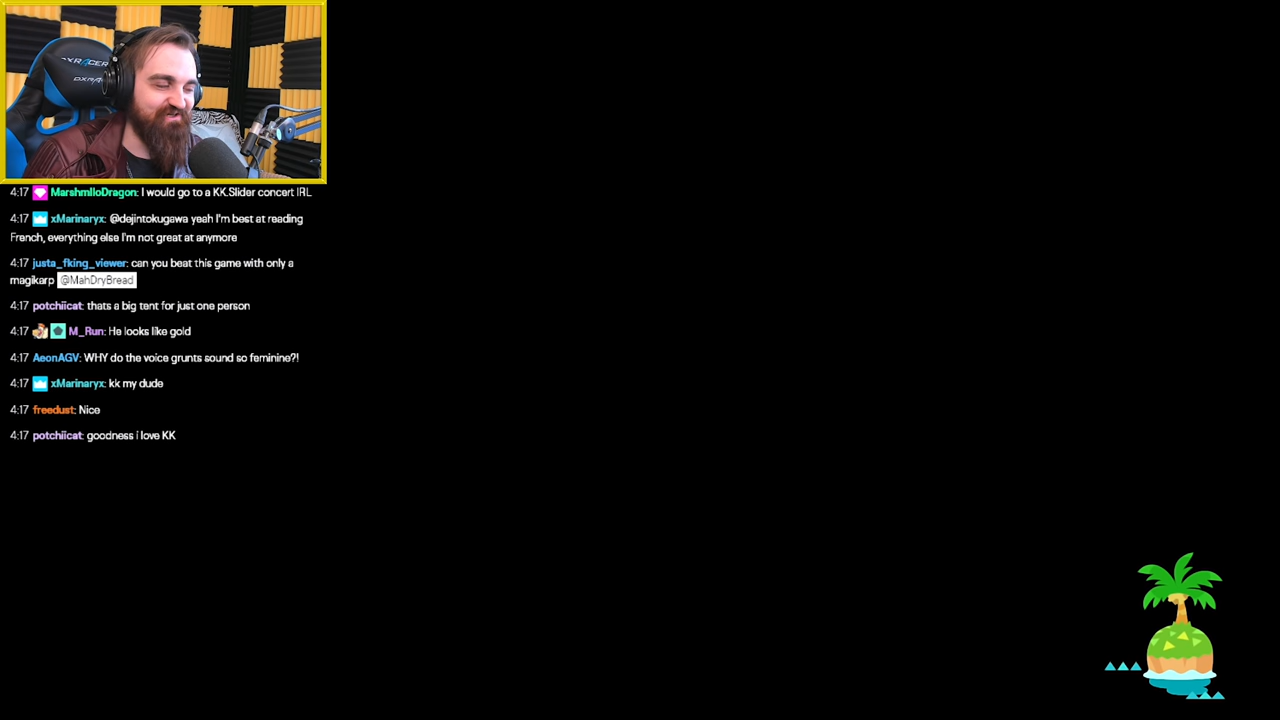 DXRACER
DXRA
4:17 MarshmlloDragon: I would go to a KK.Slider concert IRL
4:17 xMarinaryx: @dejintokugawa yeah I'm best at reading
French, everything else I'm not great at anymore
4:17 justa_fking_viewer: can you beat this game with only a
magikarp @MahDryBread
4:17 potchiicat: thats a big tent for just one person
4:17 M_Run: He looks like gold
4:17 AeonAGV: WHY do the voice grunts sound so feminine?!
4:17 xMarinaryx: kk my dude
4:17 freedust: Nice
4:17 potchiicat: goodness i love KK